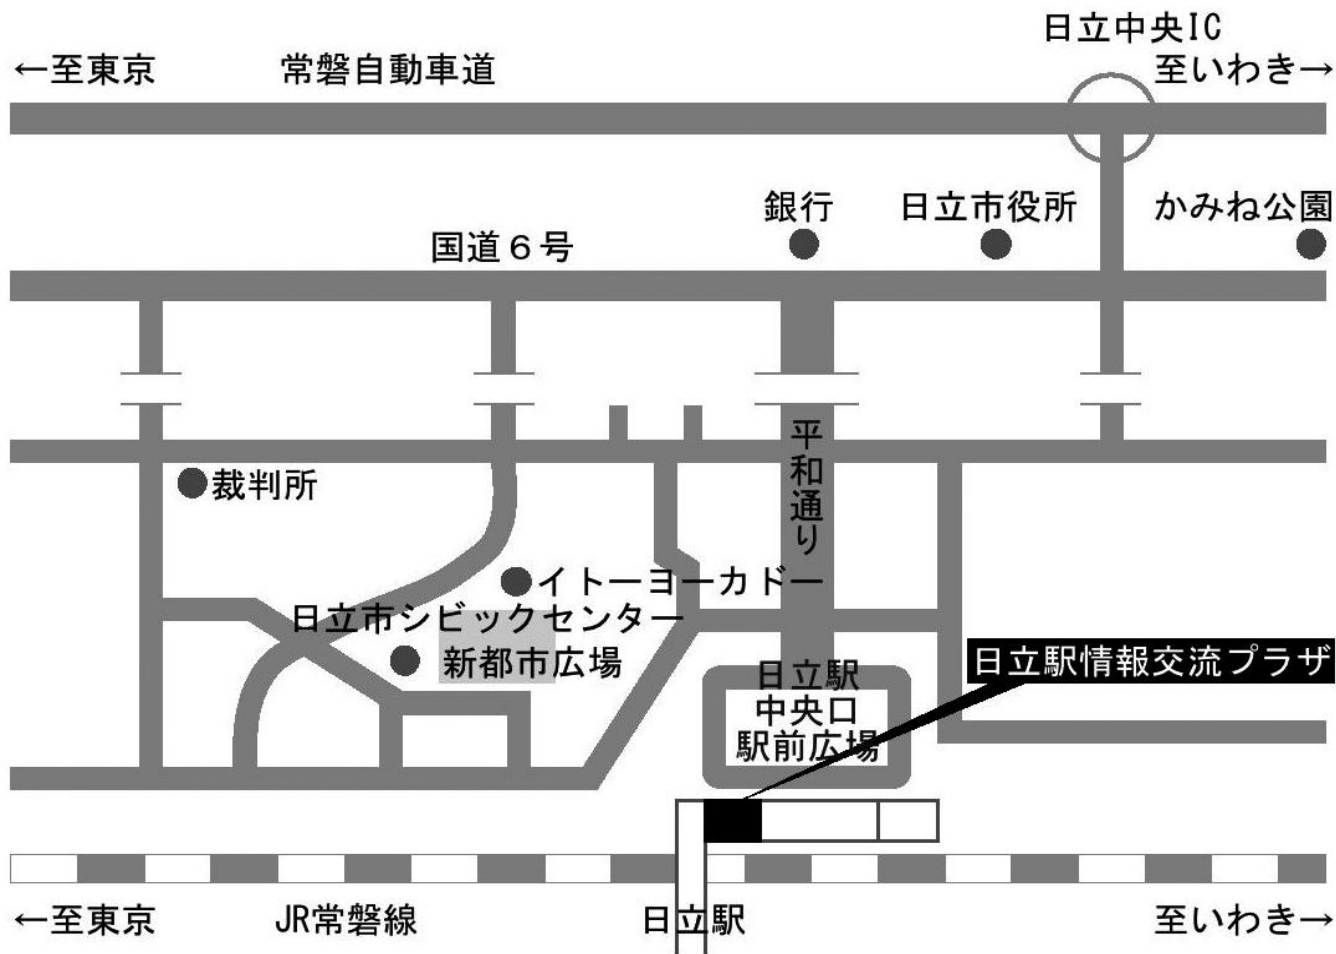 日立中央IC
←至東京
常磐自動車道
至いわき→
銀行
日立市役所
かみね公園
国道６号
平和通り
裁判所
イトーヨーカドー
日立市シビックセンター
新都市広場
日立駅情報交流プラザ
日立駅
中央口
駅前広場
←至東京
JR常磐線
日立駅
至いわき→